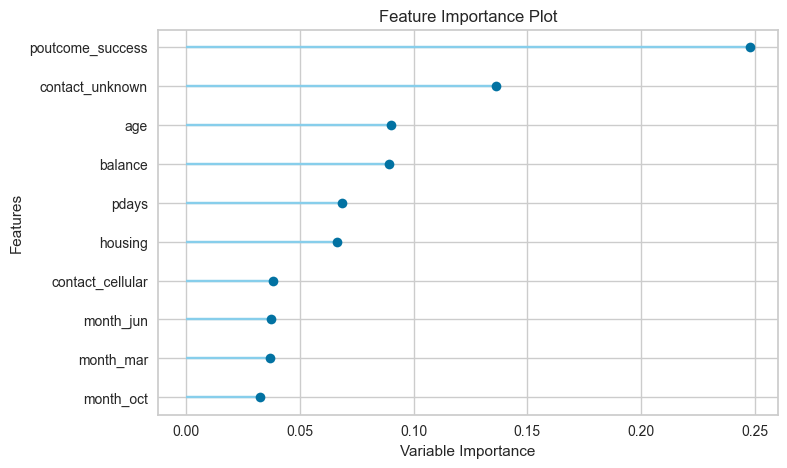 Feature Importance Plot
poutcome_success
contact_unknown
age
balance
pdays
housing
contact_cellular
month_jun
month_mar
month_oct
Features
0.00 0.05 0.10 0.15 0.20 0.25
Variable Importance